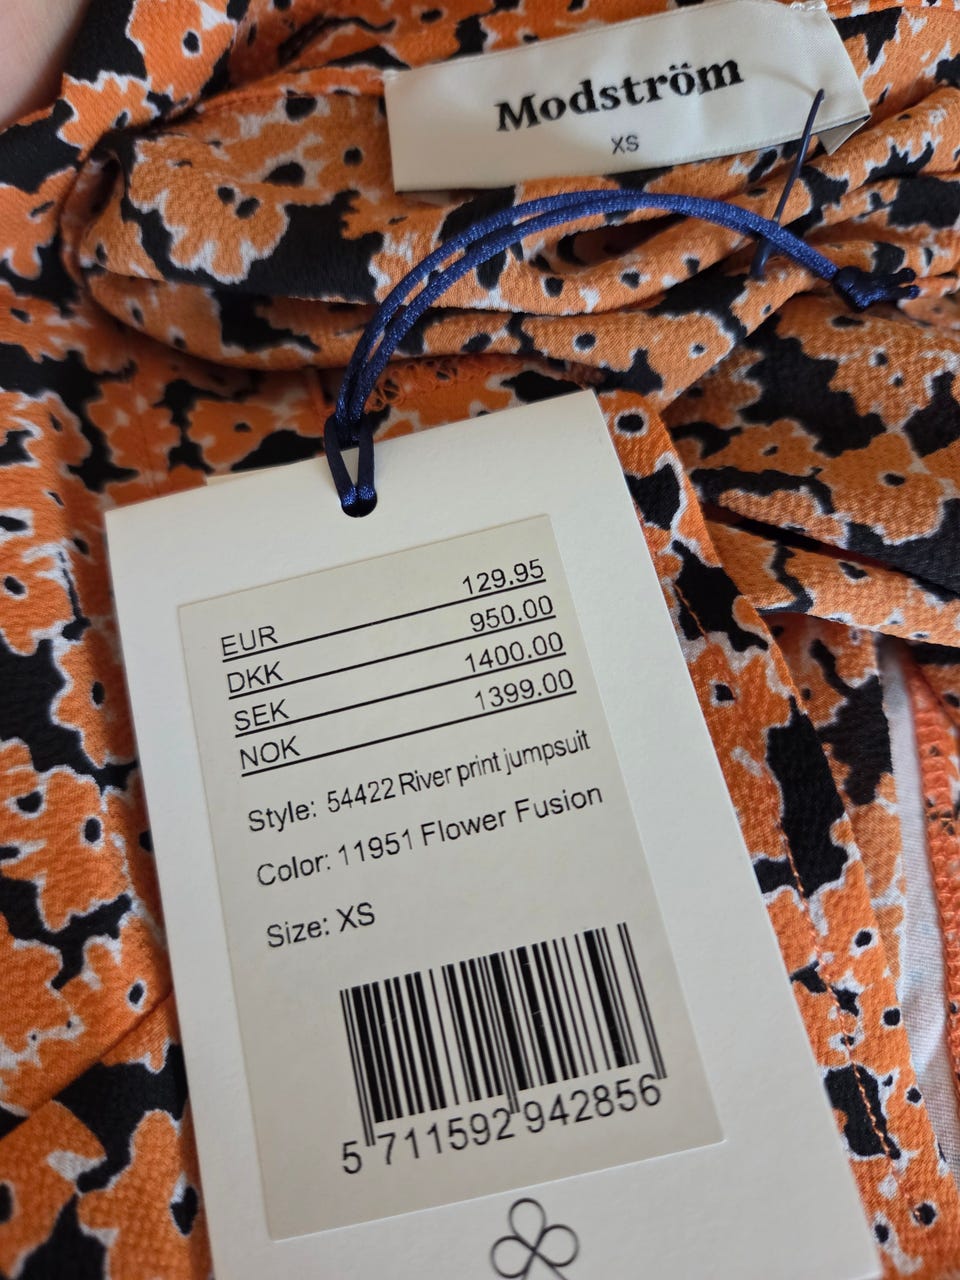 Modström
XS
EUR 129.95
DKK 950.00
SEK 1400.00
NOK 1399.00
Style: 54422 River print jumpsuit
Color: 11951 Flower Fusion
Size: XS
5 711592 942856